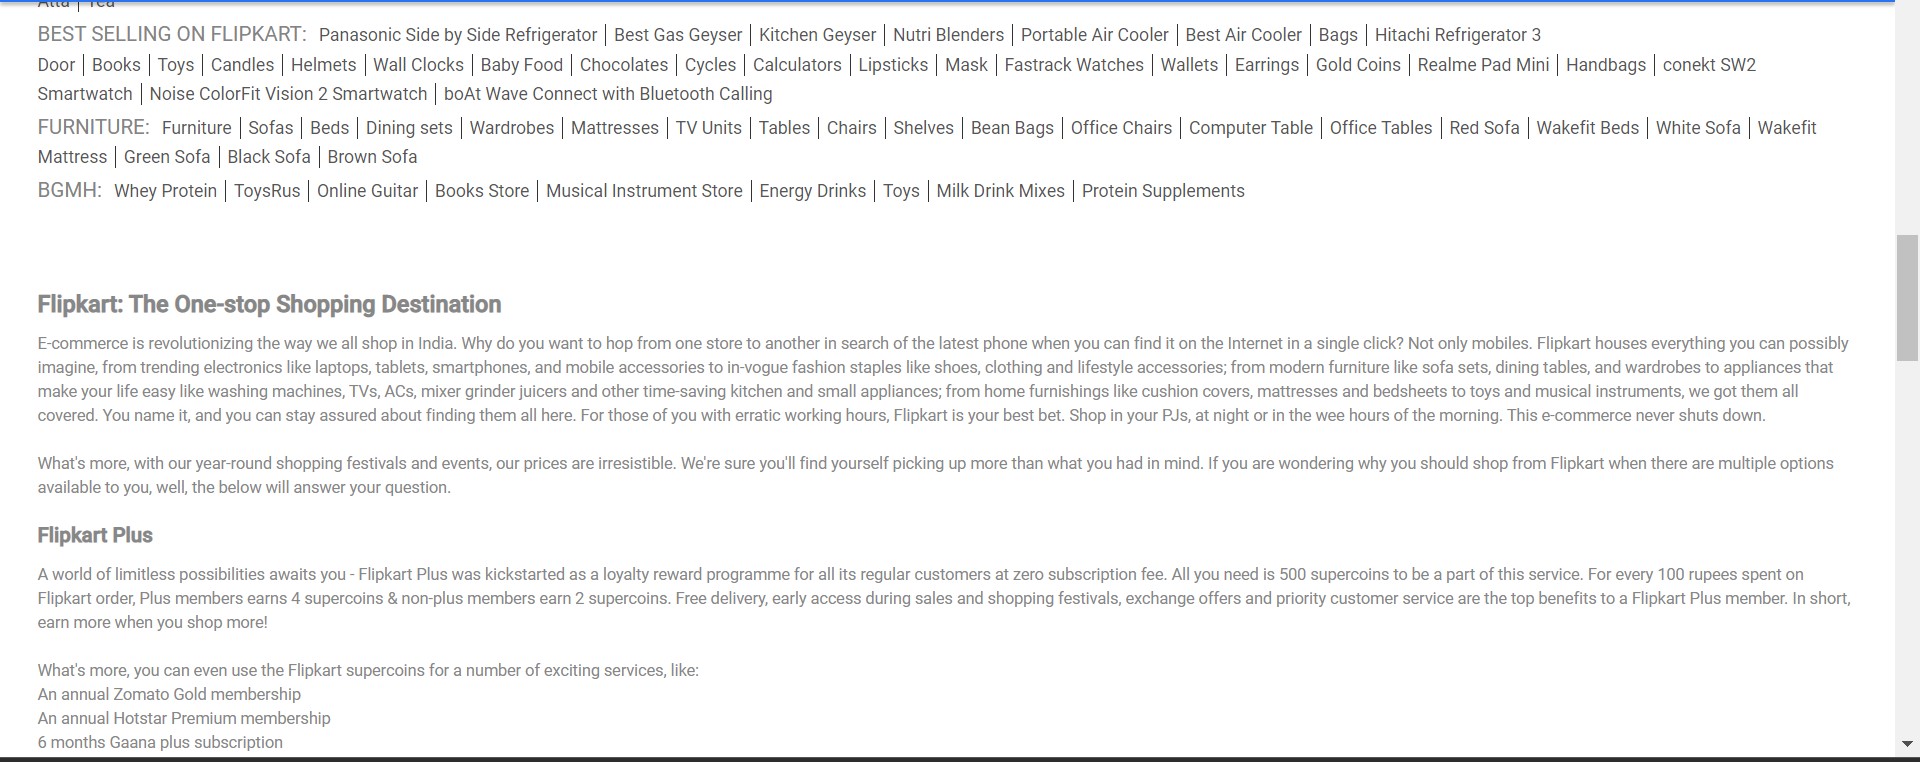 Atta | Tea
BEST SELLING ON FLIPKART: Panasonic Side by Side Refrigerator | Best Gas Geyser | Kitchen Geyser | Nutri Blenders | Portable Air Cooler | Best Air Cooler | Bags | Hitachi Refrigerator 3
Door | Books | Toys | Candles | Helmets | Wall Clocks | Baby Food | Chocolates | Cycles | Calculators | Lipsticks | Mask | Fastrack Watches | Wallets | Earrings | Gold Coins | Realme Pad Mini | Handbags | conekt SW2
Smartwatch | Noise ColorFit Vision 2 Smartwatch | boAt Wave Connect with Bluetooth Calling
FURNITURE: Furniture | Sofas | Beds | Dining sets | Wardrobes | Mattresses | TV Units | Tables | Chairs | Shelves | Bean Bags | Office Chairs | Computer Table | Office Tables | Red Sofa | Wakefit Beds | White Sofa | Wakefit
Mattress | Green Sofa | Black Sofa | Brown Sofa
BGMH: Whey Protein | ToysRus | Online Guitar | Books Store | Musical Instrument Store | Energy Drinks | Toys | Milk Drink Mixes | Protein Supplements
Flipkart: The One-stop Shopping Destination
E-commerce is revolutionizing the way we all shop in India. Why do you want to hop from one store to another in search of the latest phone when you can find it on the Internet in a single click? Not only mobiles. Flipkart houses everything you can possibly
imagine, from trending electronics like laptops, tablets, smartphones, and mobile accessories to in-vogue fashion staples like shoes, clothing and lifestyle accessories; from modern furniture like sofa sets, dining tables, and wardrobes to appliances that
make your life easy like washing machines, TVs, ACs, mixer grinder juicers and other time-saving kitchen and small appliances; from home furnishings like cushion covers, mattresses and bedsheets to toys and musical instruments, we got them all
covered. You name it, and you can stay assured about finding them all here. For those of you with erratic working hours, Flipkart is your best bet. Shop in your PJs, at night or in the wee hours of the morning. This e-commerce never shuts down.
What's more, with our year-round shopping festivals and events, our prices are irresistible. We're sure you'll find yourself picking up more than what you had in mind. If you are wondering why you should shop from Flipkart when there are multiple options
available to you, well, the below will answer your question.
Flipkart Plus
A world of limitless possibilities awaits you - Flipkart Plus was kickstarted as a loyalty reward programme for all its regular customers at zero subscription fee. All you need is 500 supercoins to be a part of this service. For every 100 rupees spent on
Flipkart order, Plus members earns 4 supercoins & non-plus members earn 2 supercoins. Free delivery, early access during sales and shopping festivals, exchange offers and priority customer service are the top benefits to a Flipkart Plus member. In short,
earn more when you shop more!
What's more, you can even use the Flipkart supercoins for a number of exciting services, like:
An annual Zomato Gold membership
An annual Hotstar Premium membership
6 months Gaana plus subscription